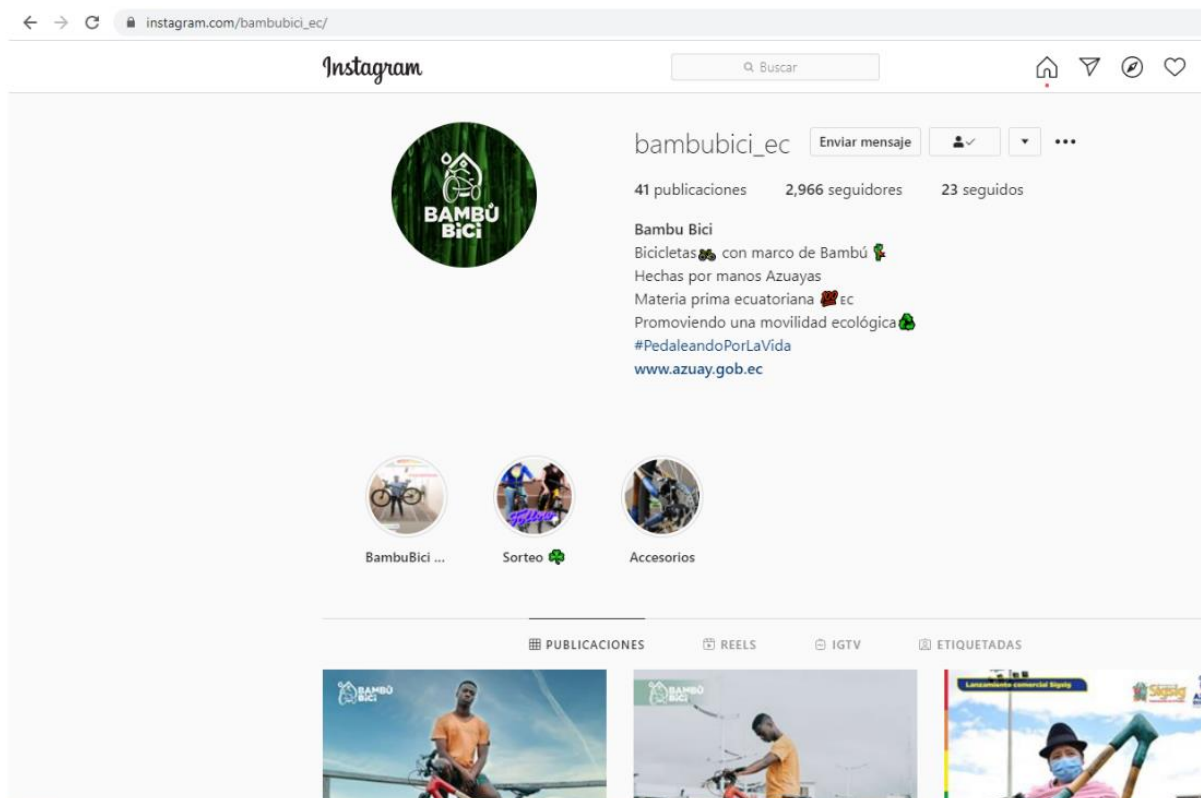 instagram.com/bambubici_ec/
Instagram
Buscar
bambubici_ec Enviar mensaje
41 publicaciones 2,966 seguidores 23 seguidos
BAMBÚ
BICI
Bambu Bici
Bicicletas con marco de Bambú
Hechas por manos Azuayas
Materia prima ecuatoriana 💯 EC
Promoviendo una movilidad ecológica
#PedaleandoPorLaVida
www.azuay.gob.ec
Follow
BambuBici ... Sorteo Accesorios
PUBLICACIONES REELS IGTV ETIQUETADAS
BAMBÚ
BICI
BAMBÚ
BICI
Lanzamiento comercial Sigsig
Sigsig